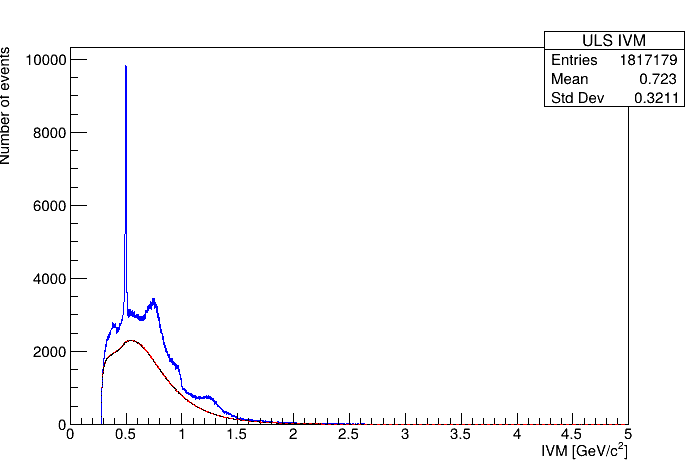 ULS IVM
Entries 1817179
Mean 0.723
Std Dev 0.3211
Number of events
10000
8000
6000
4000
2000
0
0 0.5 1 1.5 2 2.5 3 3.5 4 4.5 5
IVM [GeV/c²]